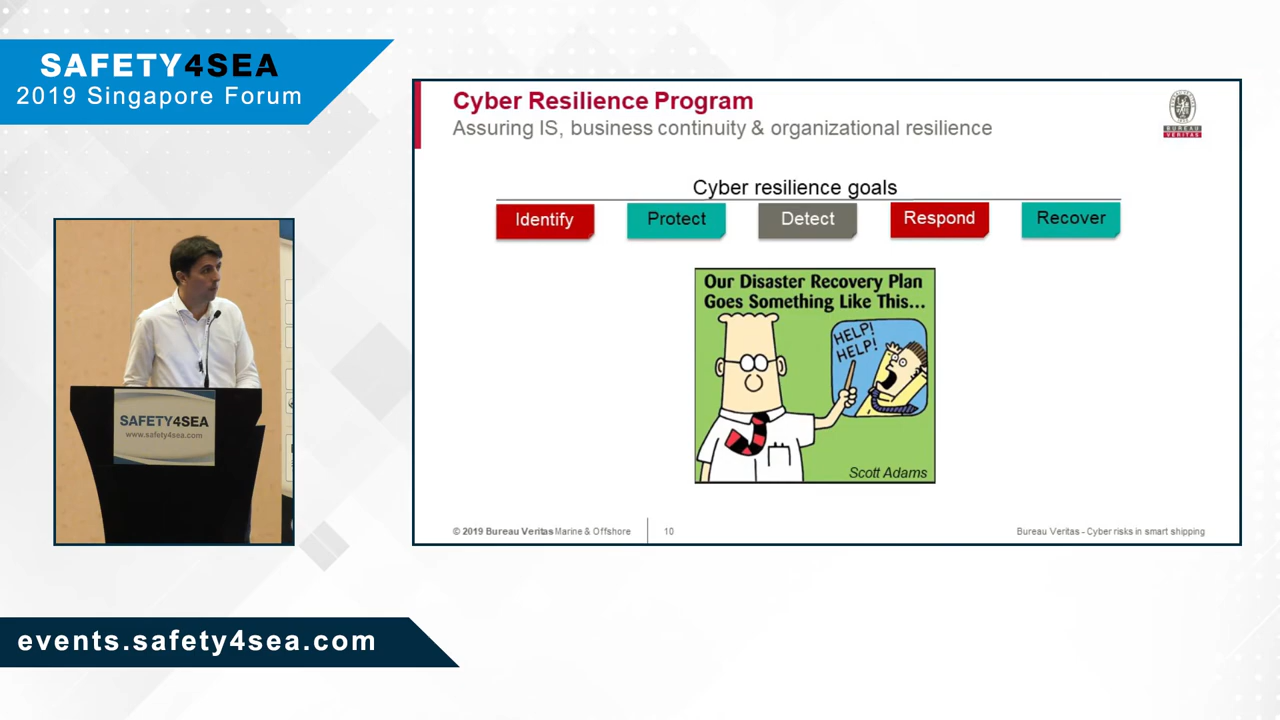 SAFETY4SEA
2019 Singapore Forum
Cyber Resilience Program
Assuring IS, business continuity & organizational resilience
BUREAU
VERITAS
Cyber resilience goals
Identify
Protect
Detect
Respond
Recover
Our Disaster Recovery Plan
Goes Something Like This...
HELP!
HELP!
Scott Adams
SAFETY4SEA
www.safety4sea.com
© 2019 Bureau Veritas Marine & Offshore
10
Bureau Veritas - Cyber risks in smart shipping
events.safety4sea.com